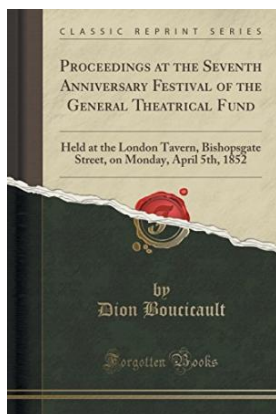 CLASSIC REPRINT SERIES
PROCEEDINGS AT THE SEVENTH
ANNIVERSARY FESTIVAL OF THE
GENERAL THEATRICAL FUND
Held at the London Tavern, Bishopsgate
Street, on Monday, April 5th, 1852
by
Dion Boucicault
Forgotten Books